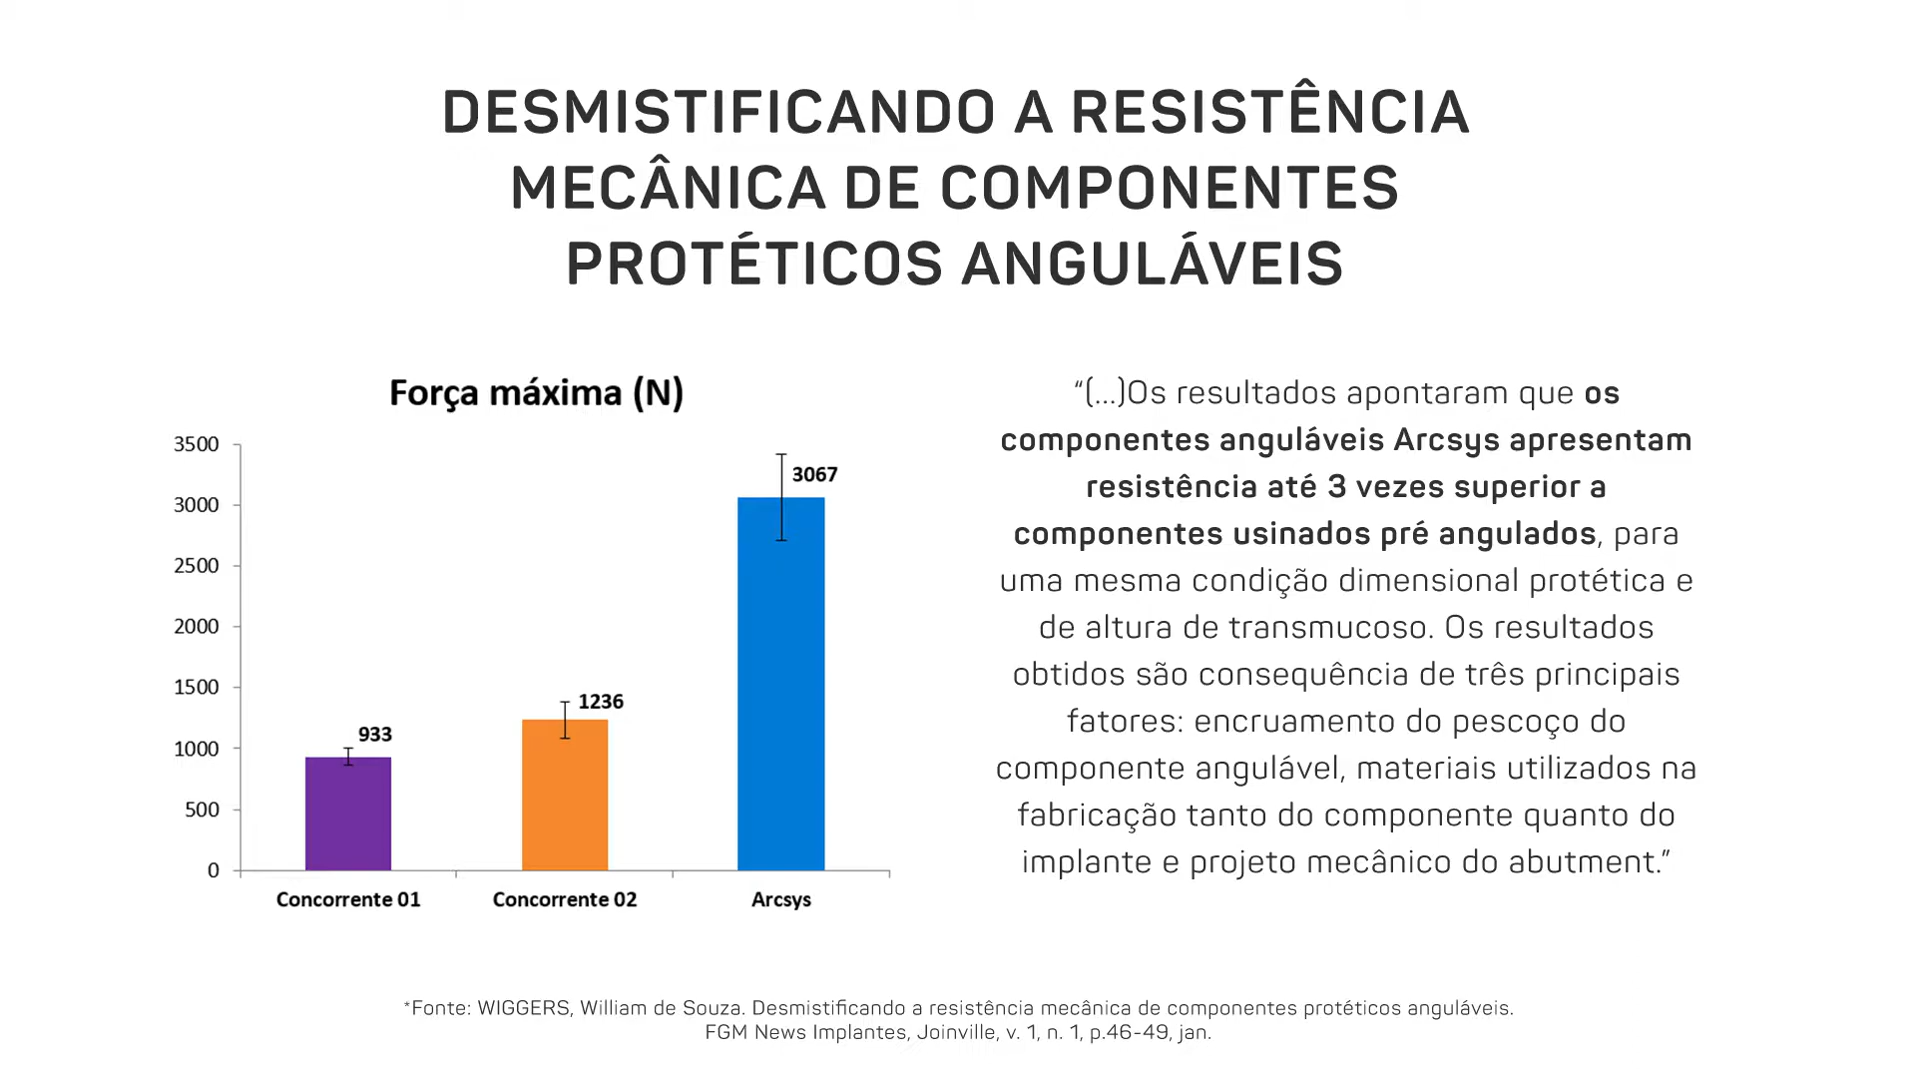 DESMISTIFICANDO A RESISTÊNCIA
MECÂNICA DE COMPONENTES
PROTÉTICOS ANGULÁVEIS
Força máxima (N)
3500
3000
2500
2000
1500
1000
500
0
933
1236
3067
Concorrente 01
Concorrente 02
Arcsys
“(...)Os resultados apontaram que os
componentes anguláveis Arcsys apresentam
resistência até 3 vezes superior a
componentes usinados pré angulados, para
uma mesma condição dimensional protética e
de altura de transmucoso. Os resultados
obtidos são consequência de três principais
fatores: encruamento do pescoço do
componente angulável, materiais utilizados na
fabricação tanto do componente quanto do
implante e projeto mecânico do abutment.”
*Fonte: WIGGERS, William de Souza. Desmistificando a resistência mecânica de componentes protéticos anguláveis.
FGM News Implantes, Joinville, v. 1, n. 1, p.46-49, jan.